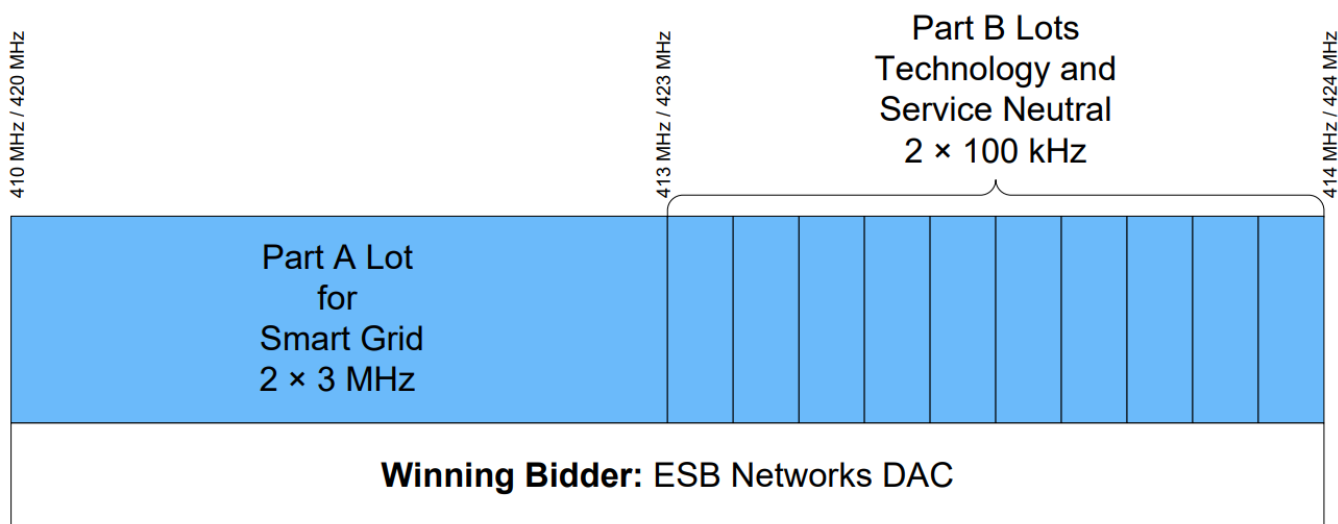 410 MHz / 420 MHz
413 MHz / 423 MHz
Part B Lots
Technology and
Service Neutral
2 × 100 kHz
414 MHz / 424 MHz
Part A Lot
for
Smart Grid
2 × 3 MHz
Winning Bidder: ESB Networks DAC